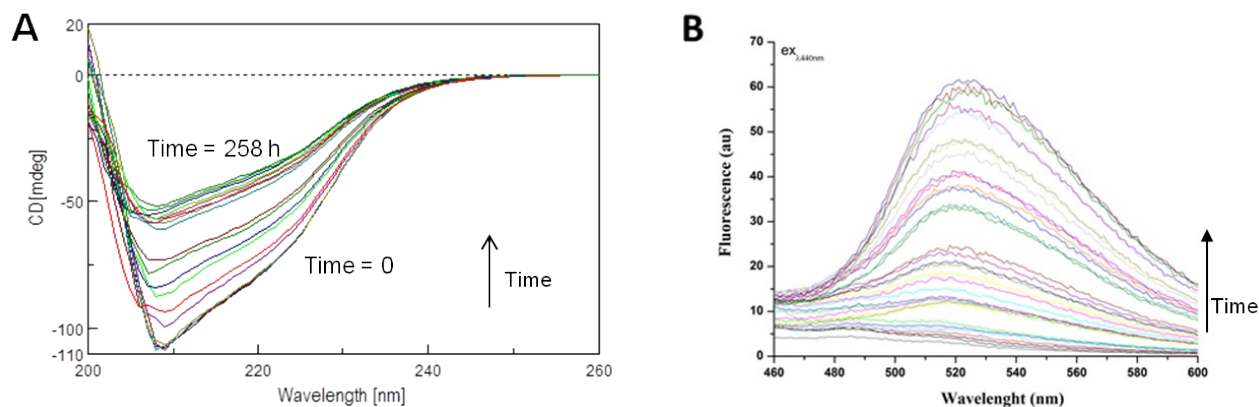 A
20
0
-50
-100
-110
CD[mdeg]
Time = 258 h
Time = 0
Time
200
220
240
260
Wavelength [nm]
B
70
60
50
40
30
20
10
0
Fluorescence (au)
exλ440nm
Time
460
480
500
520
540
560
580
600
Wavelenght (nm)